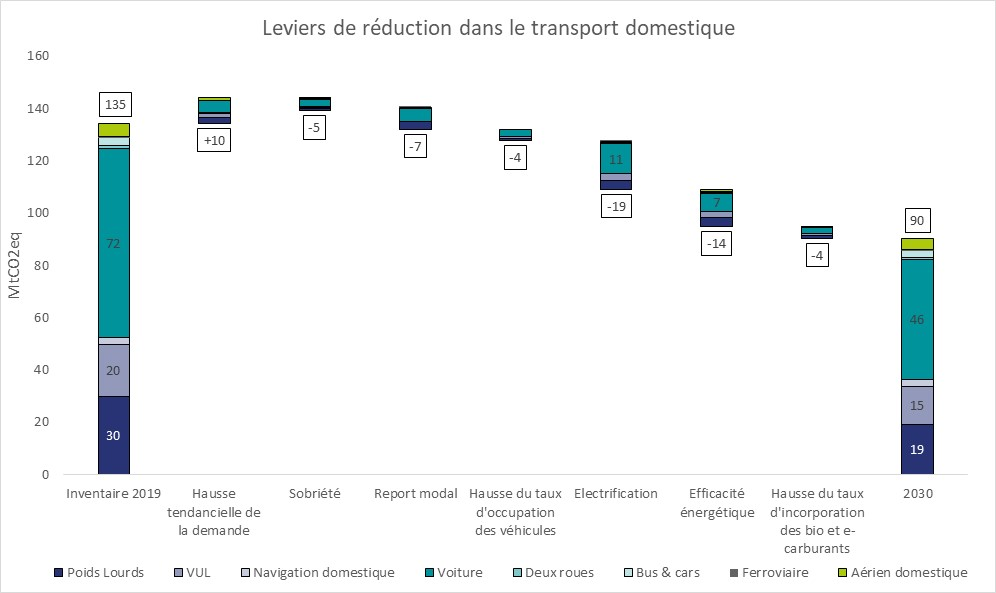 Leviers de réduction dans le transport domestique
MtCO2eq
160
140
120
100
80
60
40
20
0
135
72
20
30
+10
-5
-7
-4
11
-19
7
-14
-4
90
46
15
19
Inventaire 2019
Hausse
tendancielle de
la demande
Sobriété
Report modal
Hausse du taux
d'occupation
des véhicules
Electrification
Efficacité
énergétique
Hausse du taux
d'incorporation
des bio et e-
carburants
2030
Poids Lourds
VUL
Navigation domestique
Voiture
Deux roues
Bus & cars
Ferroviaire
Aérien domestique